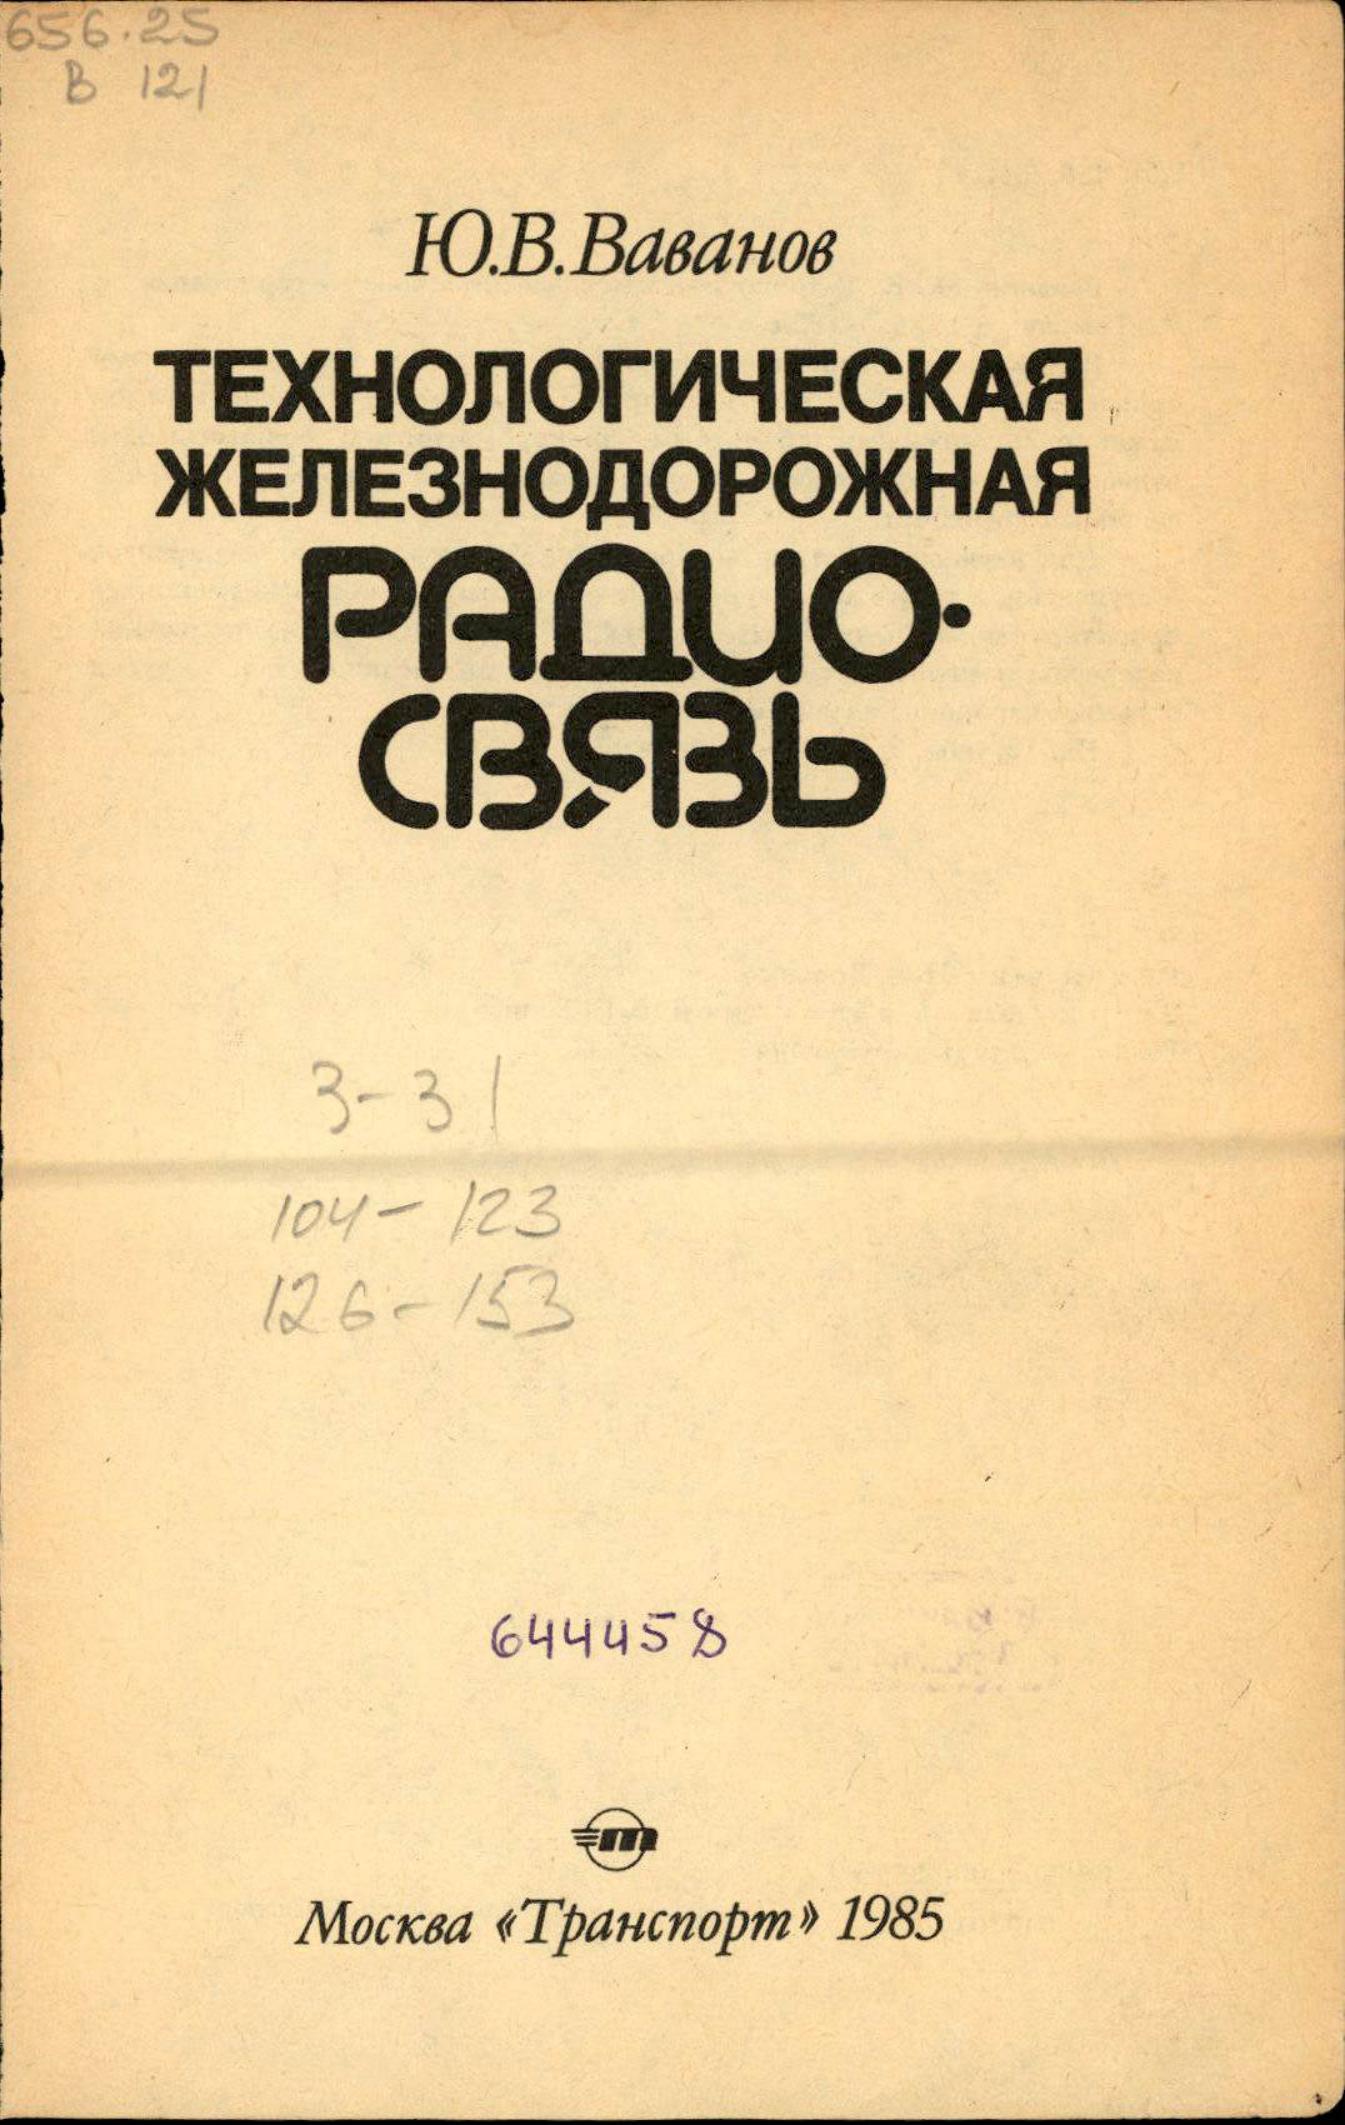 656.25
В 121
Ю.В.Ваванов
ТЕХНОЛОГИЧЕСКАЯ
ЖЕЛЕЗНОДОРОЖНАЯ
РАДИО-
СВЯЗЬ
3-31
104-123
126-153
644458
т
Москва «Транспорт» 1985